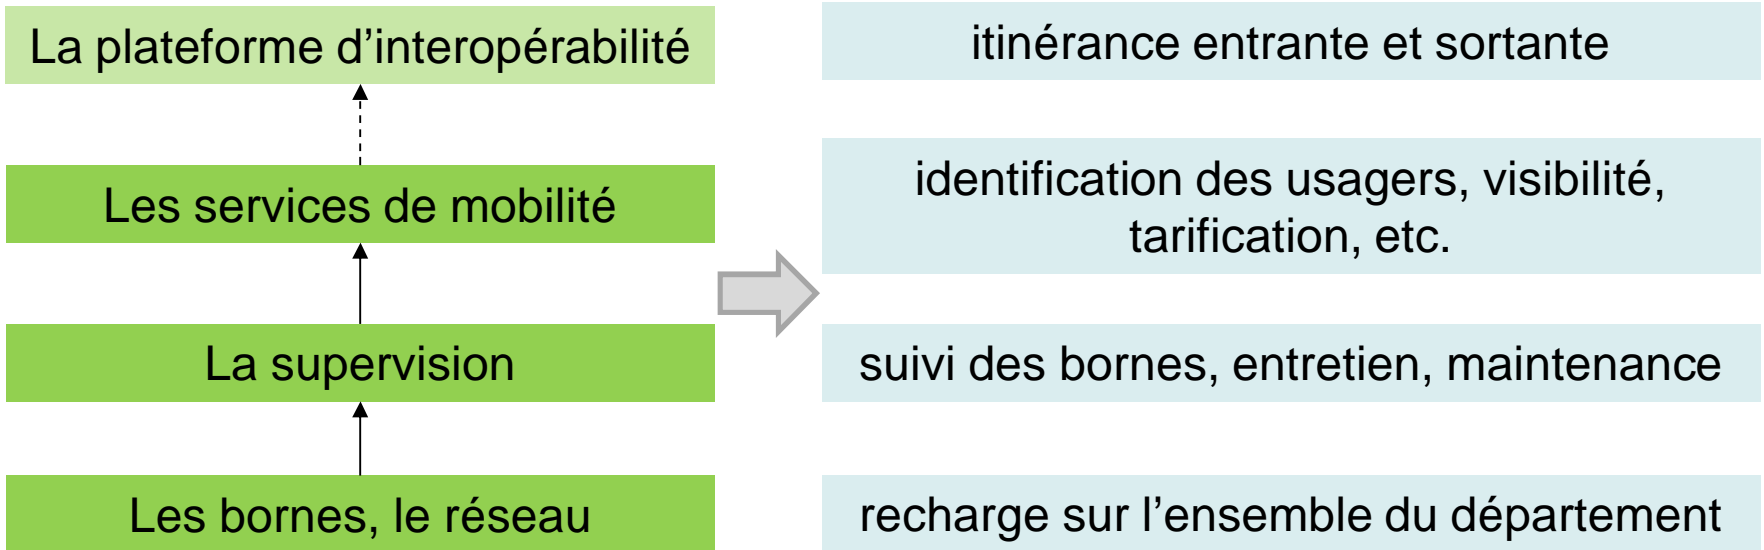 La plateforme d’interopérabilité
itinérance entrante et sortante
Les services de mobilité
identification des usagers, visibilité,
tarification, etc.
La supervision
suivi des bornes, entretien, maintenance
Les bornes, le réseau
recharge sur l’ensemble du département